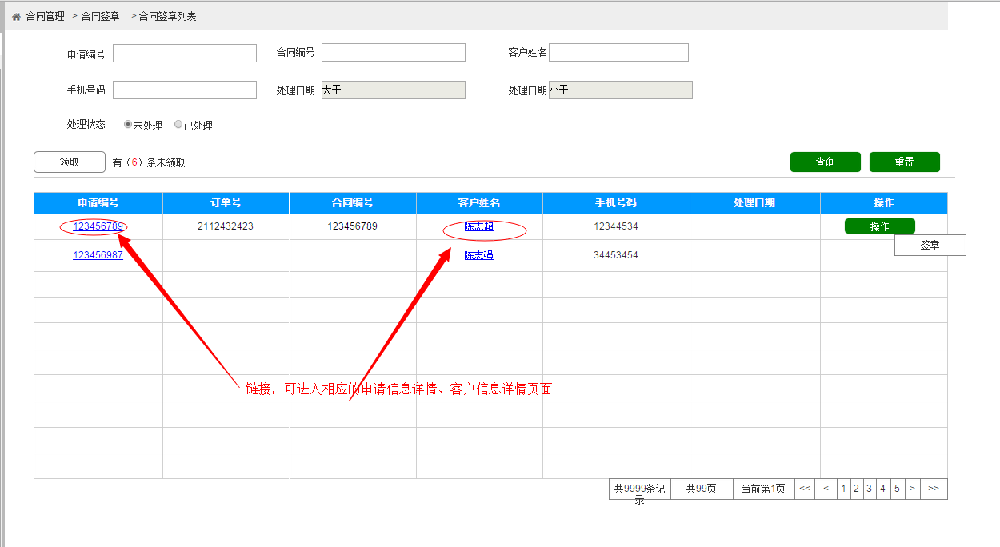 合同管理 > 合同签章 > 合同签章列表
申请编号 合同编号 客户姓名
手机号码 处理日期 大于 处理日期 小于
处理状态 未处理 已处理
领取 有（6）条未领取 查询 重置
申请编号 订单号 合同编号 客户姓名 手机号码 处理日期 操作
123456789 2112432423 123456789 陈志超 12344534 操作
签章
123456987 陈志强 34453454
链接，可进入相应的申请信息详情、客户信息详情页面
共9999条记录 共99页 当前第1页 << < 1 2 3 4 5 > >>